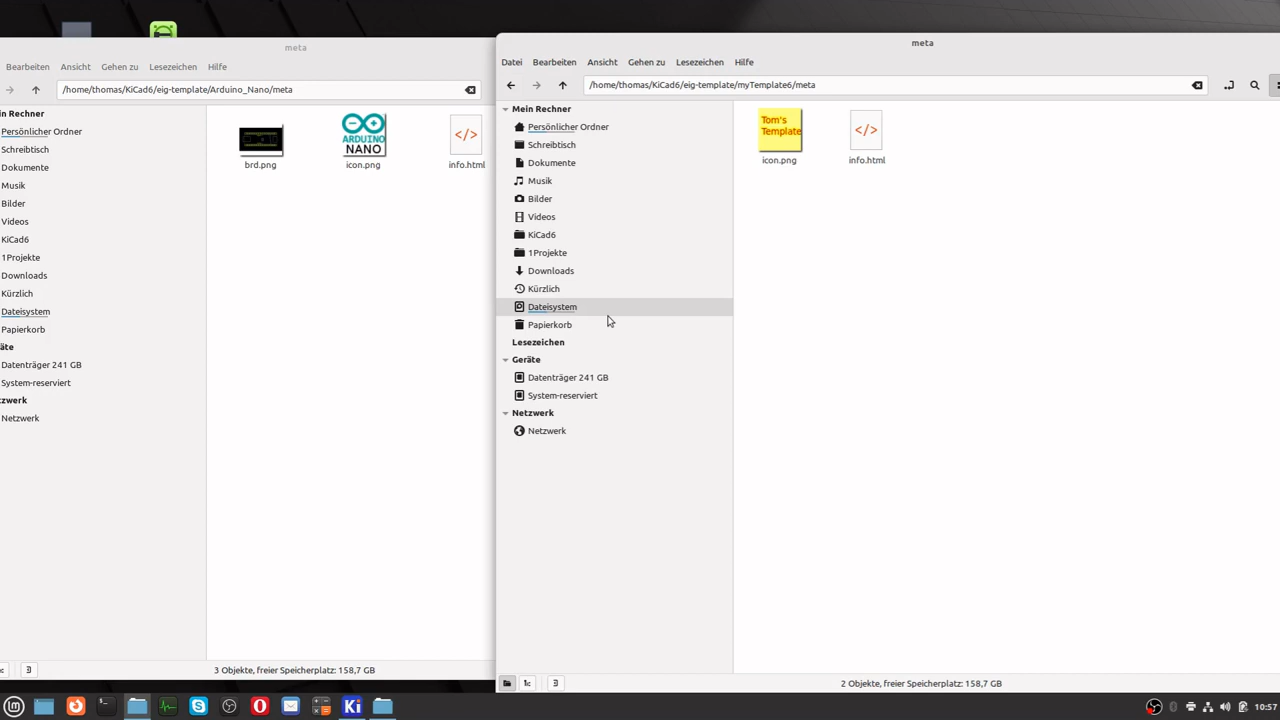 meta
Bearbeiten Ansicht Gehen zu Lesezeichen Hilfe
/home/thomas/KiCad6/eig-template/Arduino_Nano/meta
ein Rechner
Persönlicher Ordner
Schreibtisch
Dokumente
Musik
Bilder
Videos
KiCad6
1Projekte
Downloads
Kürzlich
Dateisystem
Papierkorb
äte
Datenträger 241 GB
System-reserviert
zwerk
Netzwerk
brd.png
ARDUINO
NANO
icon.png
</>
info.html
3 Objekte, freier Speicherplatz: 158,7 GB
meta
Datei Bearbeiten Ansicht Gehen zu Lesezeichen Hilfe
/home/thomas/KiCad6/eig-template/myTemplate6/meta
Mein Rechner
Persönlicher Ordner
Schreibtisch
Dokumente
Musik
Bilder
Videos
KiCad6
1Projekte
Downloads
Kürzlich
Dateisystem
Papierkorb
Lesezeichen
Geräte
Datenträger 241 GB
System-reserviert
Netzwerk
Netzwerk
Tom's
Template
icon.png
</>
info.html
2 Objekte, freier Speicherplatz: 158,7 GB
Ki
10:57